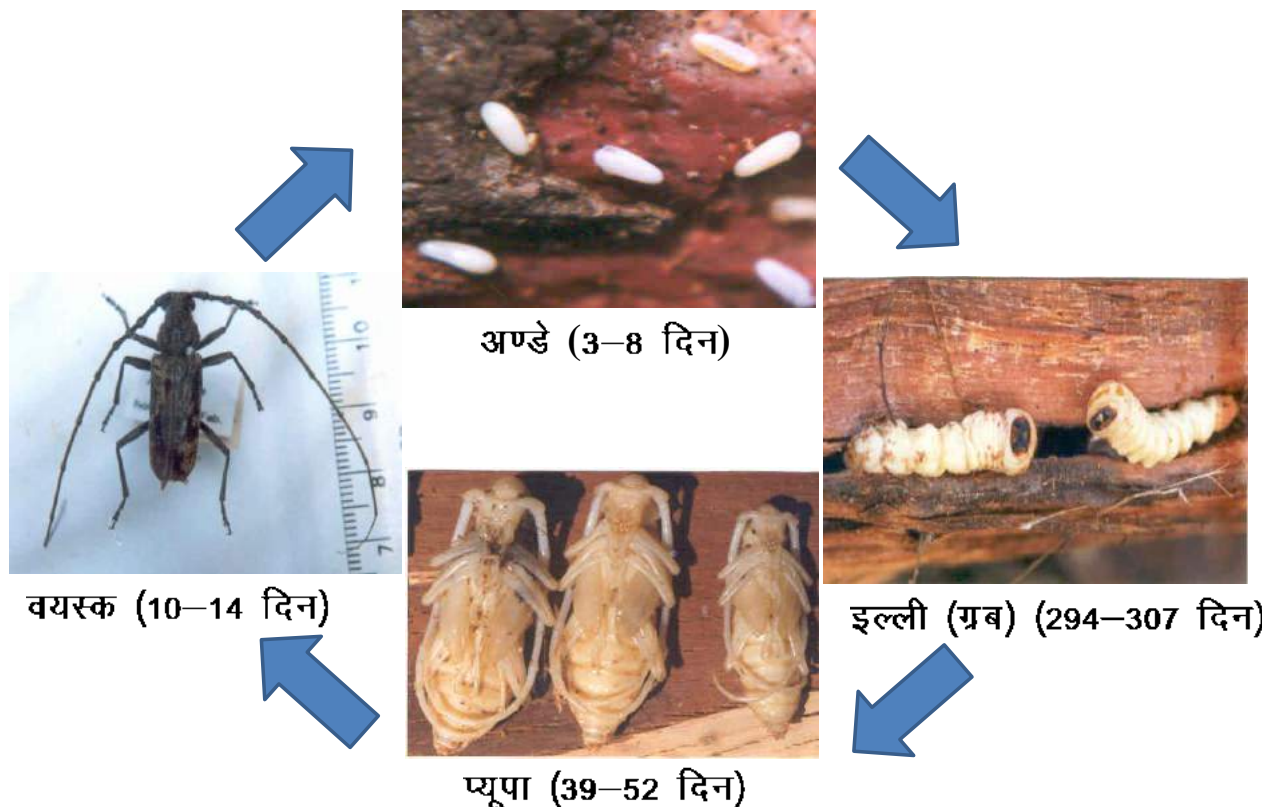 अण्डे (3–8 दिन)
वयस्क (10–14 दिन)
इल्ली (ग्रब) (294–307 दिन)
प्यूपा (39–52 दिन)